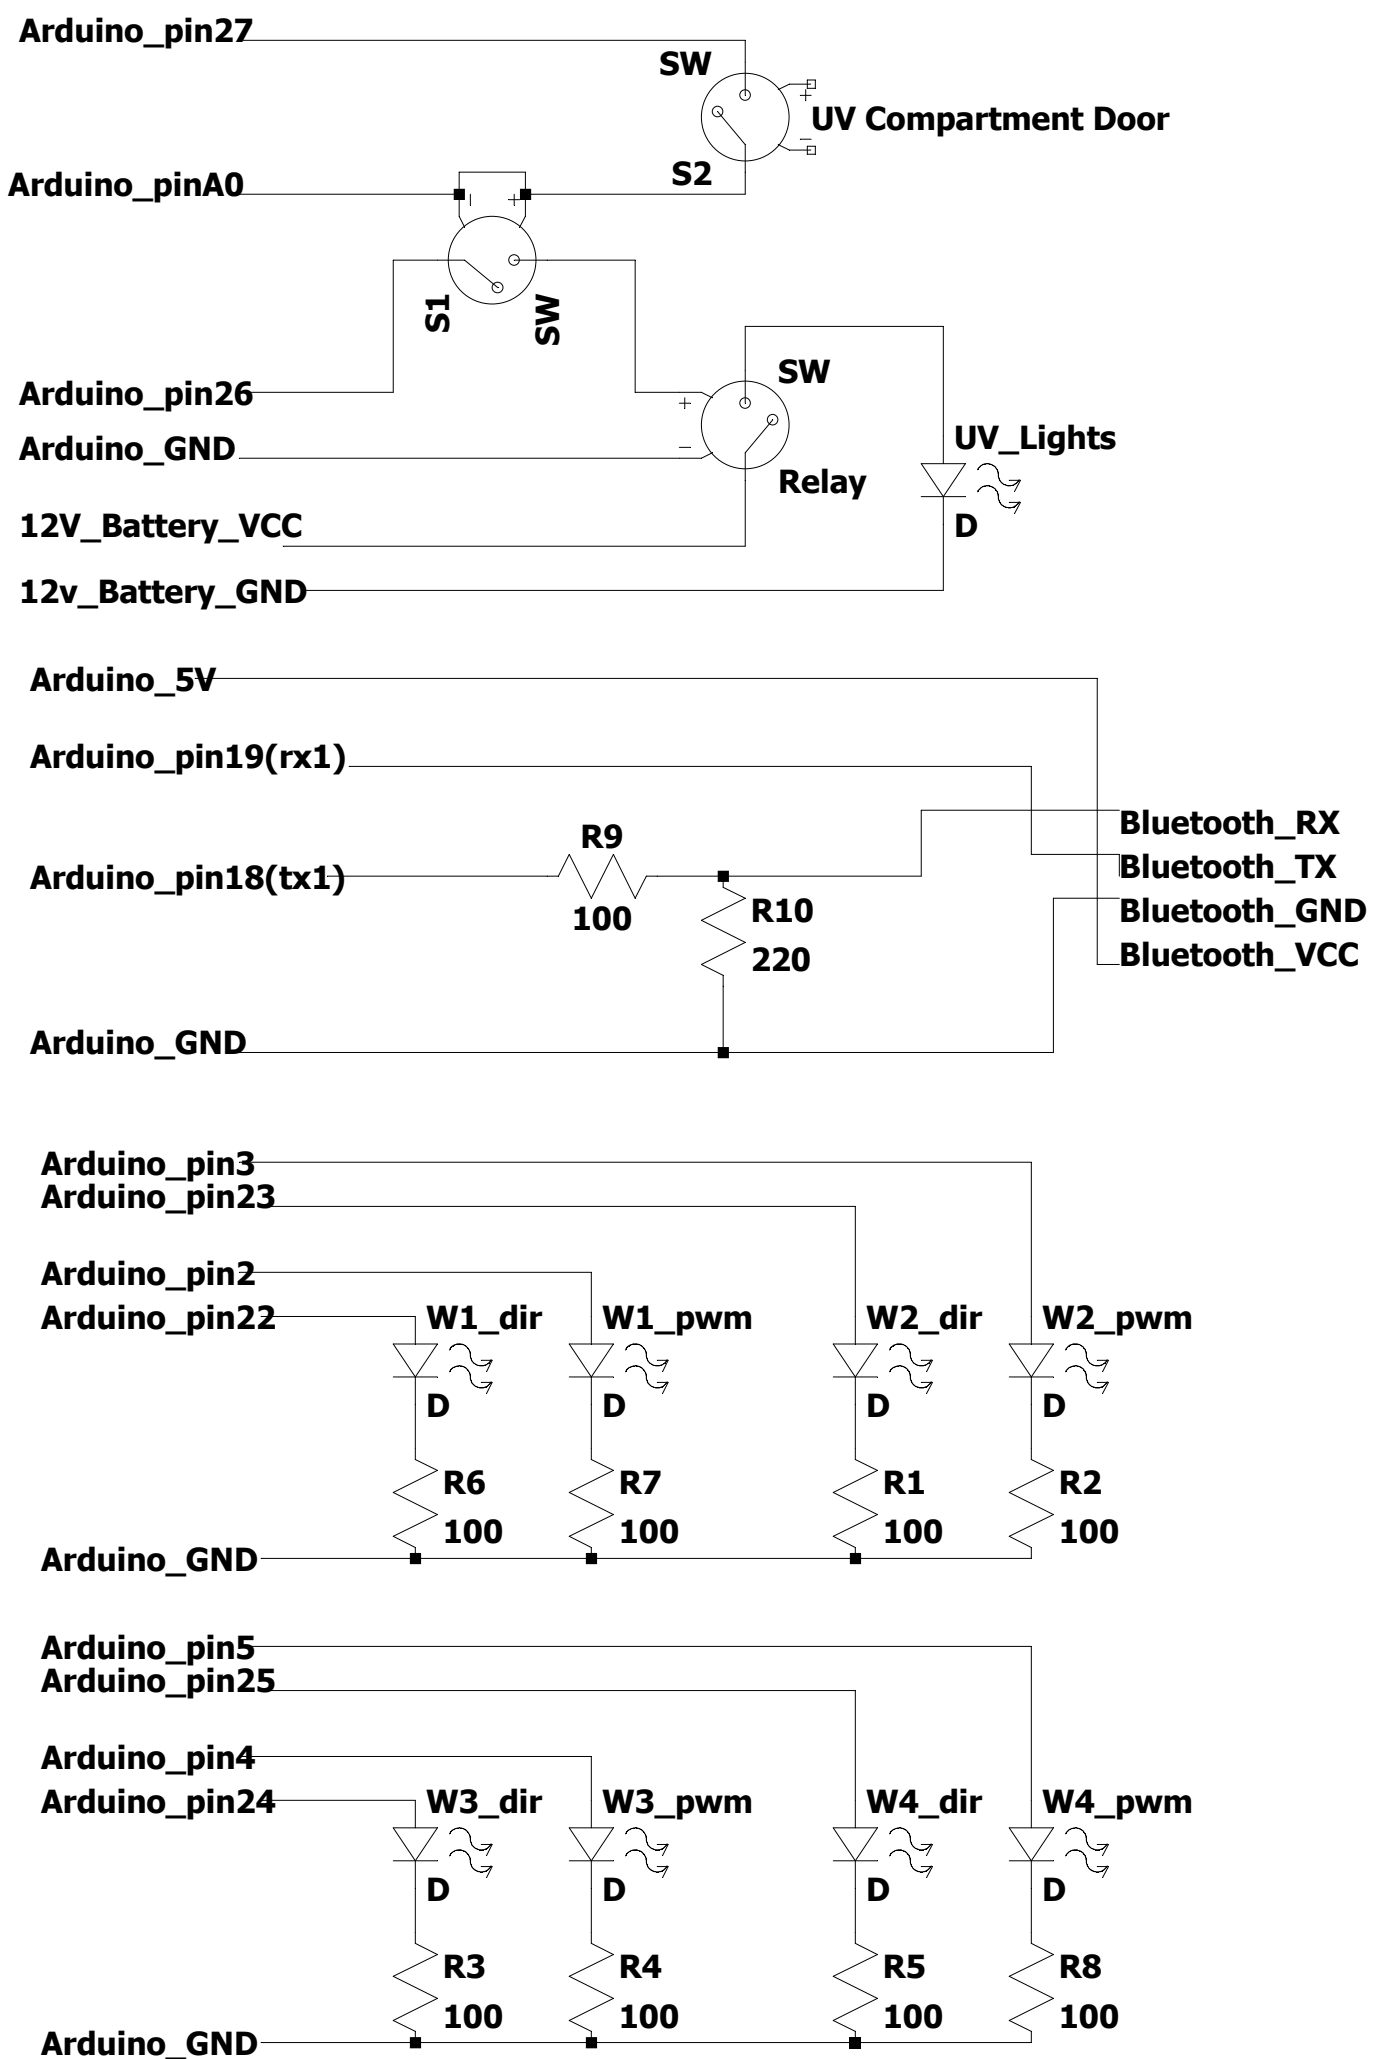 Arduino_pin27
SW
+
UV Compartment Door
−
S2
Arduino_pinA0
− +
S1
SW
Arduino_pin26
SW
+
Arduino_GND
−
UV_Lights
Relay
12V_Battery_VCC
D
12v_Battery_GND
Arduino_5V
Arduino_pin19(rx1)
Bluetooth_RX
R9
Arduino_pin18(tx1)
Bluetooth_TX
100
R10
Bluetooth_GND
220
Bluetooth_VCC
Arduino_GND
Arduino_pin3
Arduino_pin23
Arduino_pin2
Arduino_pin22
W1_dir
W1_pwm
W2_dir
W2_pwm
D
D
D
D
R6
R7
R1
R2
100
100
100
100
Arduino_GND
Arduino_pin5
Arduino_pin25
Arduino_pin4
Arduino_pin24
W3_dir
W3_pwm
W4_dir
W4_pwm
D
D
D
D
R3
R4
R5
R8
100
100
100
100
Arduino_GND